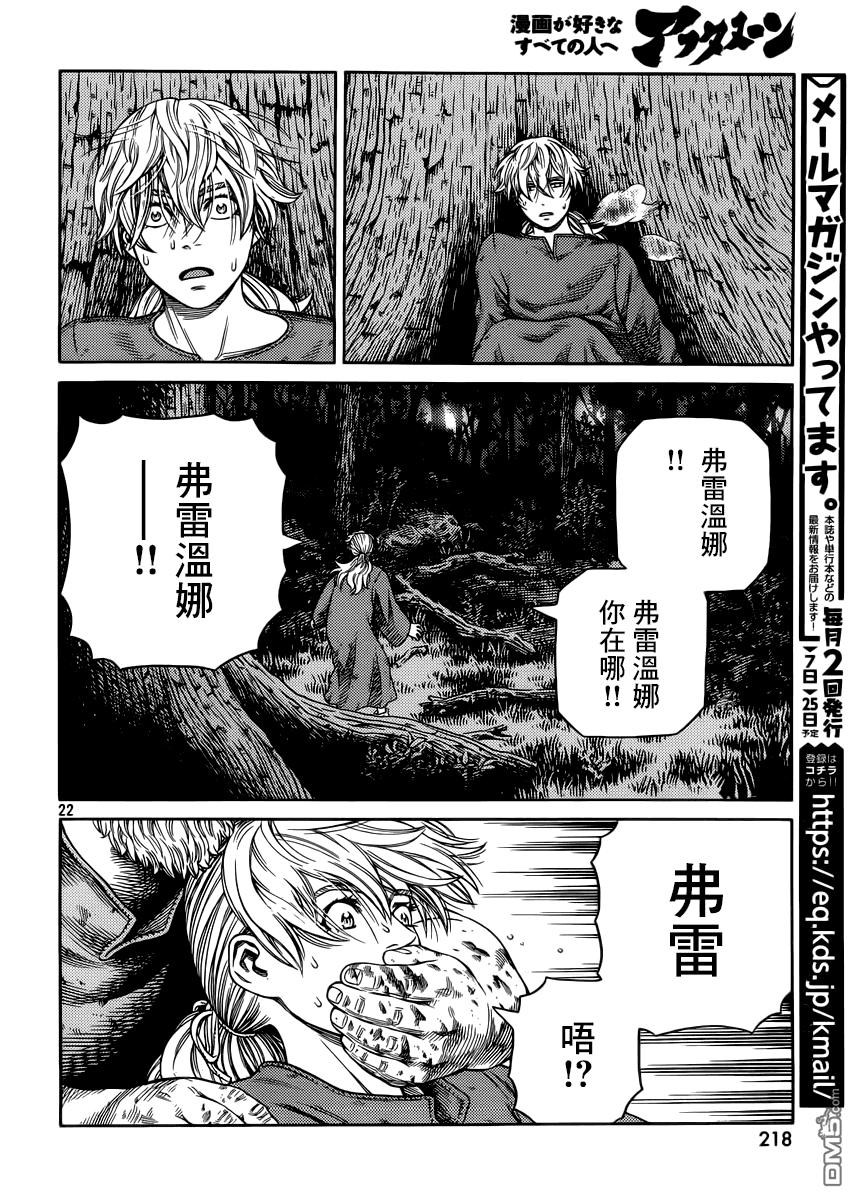 漫画が好きな
すべての人へ
アフタヌーン
メールマガジンやってます。
本誌や単行本などの
最新情報をお届けします！
毎月2回発行
▼7日▼25日予定
登録は
コチラ
から!!
https://eq.kds.jp/kmail/
弗雷溫娜
!!
弗雷溫娜
你在哪!!
弗雷溫娜
——!!
22
弗雷
唔!?
218
DM5.com